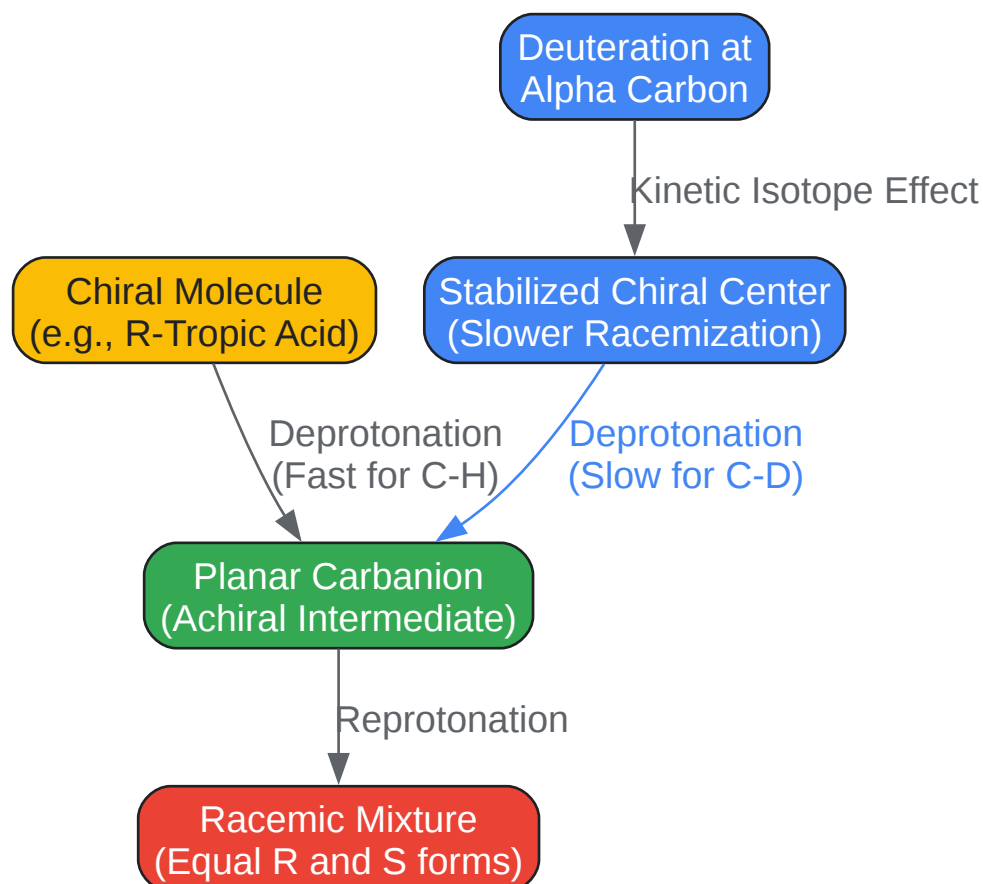 Deuteration at
Alpha Carbon
Kinetic Isotope Effect
Chiral Molecule
(e.g., R-Tropic Acid)
Stabilized Chiral Center
(Slower Racemization)
Deprotonation
(Fast for C-H)
Deprotonation
(Slow for C-D)
Planar Carbanion
(Achiral Intermediate)
Reprotonation
Racemic Mixture
(Equal R and S forms)